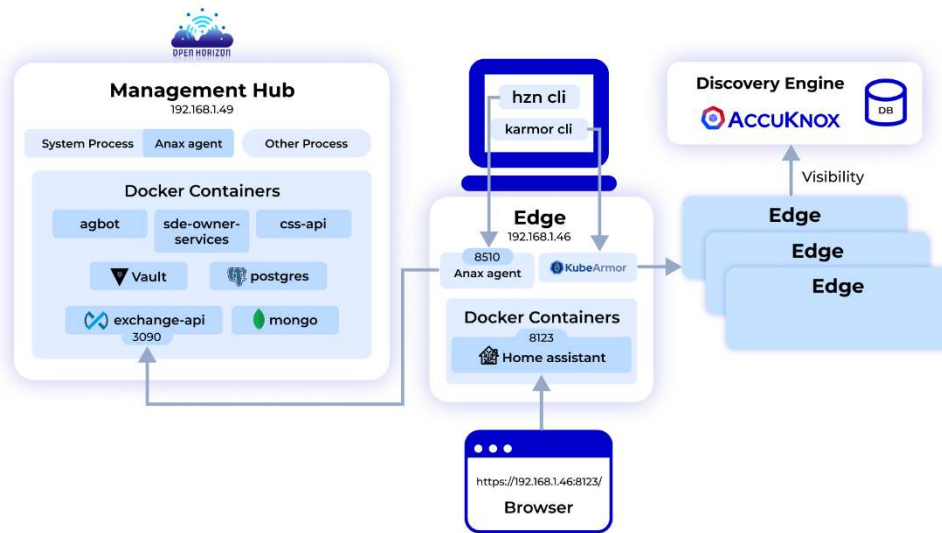 OPEN HORIZON
Management Hub
192.168.1.49
System Process
Anax agent
Other Process
Docker Containers
agbot
sde-owner-
services
css-api
Vault
postgres
exchange-api
3090
mongo
hzn cli
karmor cli
Edge
192.168.1.46
8510
Anax agent
KubeArmor
Docker Containers
8123
Home assistant
https://192.168.1.46:8123/
Browser
Discovery Engine
ACCUKNOX
DB
Visibility
Edge
Edge
Edge